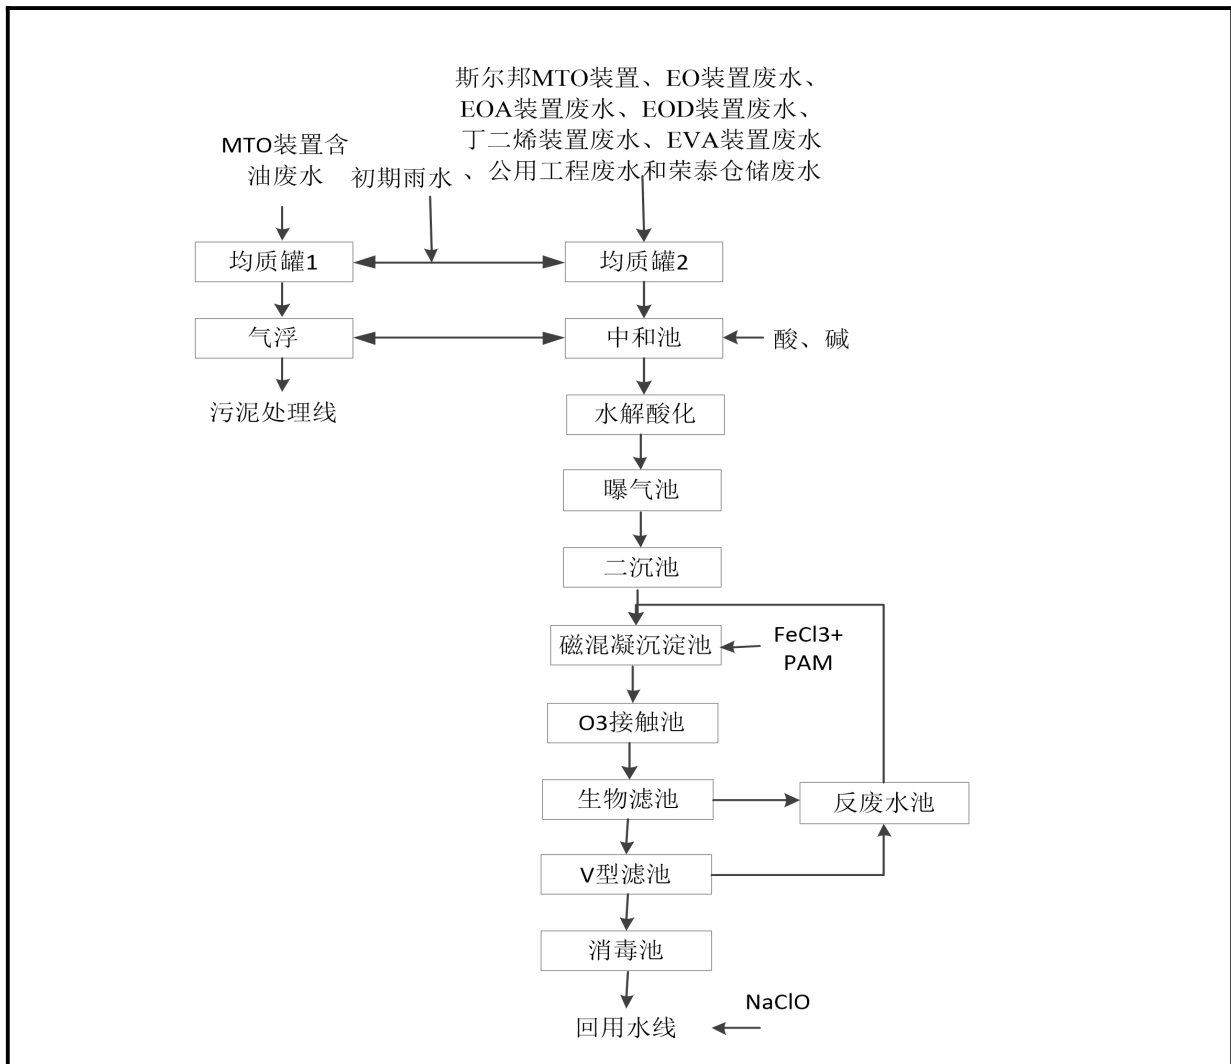 斯尔邦MTO装置、EO装置废水、
EOA装置废水、EOD装置废水、
丁二烯装置废水、EVA装置废水
、公用工程废水和荣泰仓储废水
MTO装置含
油废水
初期雨水
均质罐1
均质罐2
气浮
中和池
酸、碱
污泥处理线
水解酸化
曝气池
二沉池
磁混凝沉淀池
FeCl3+
PAM
O3接触池
生物滤池
反废水池
V型滤池
消毒池
NaClO
回用水线